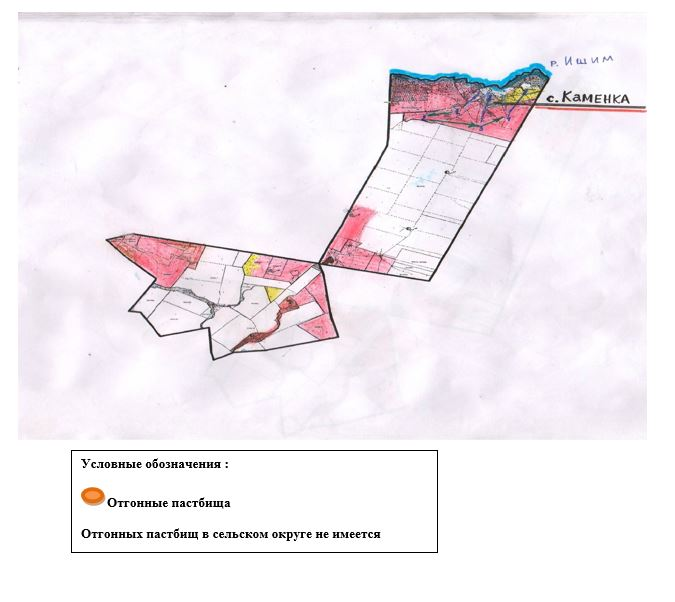 р. Ишим
с. КАМЕНКА
Условные обозначения :
Отгонные пастбища
Отгонных пастбищ в сельском округе не имеется